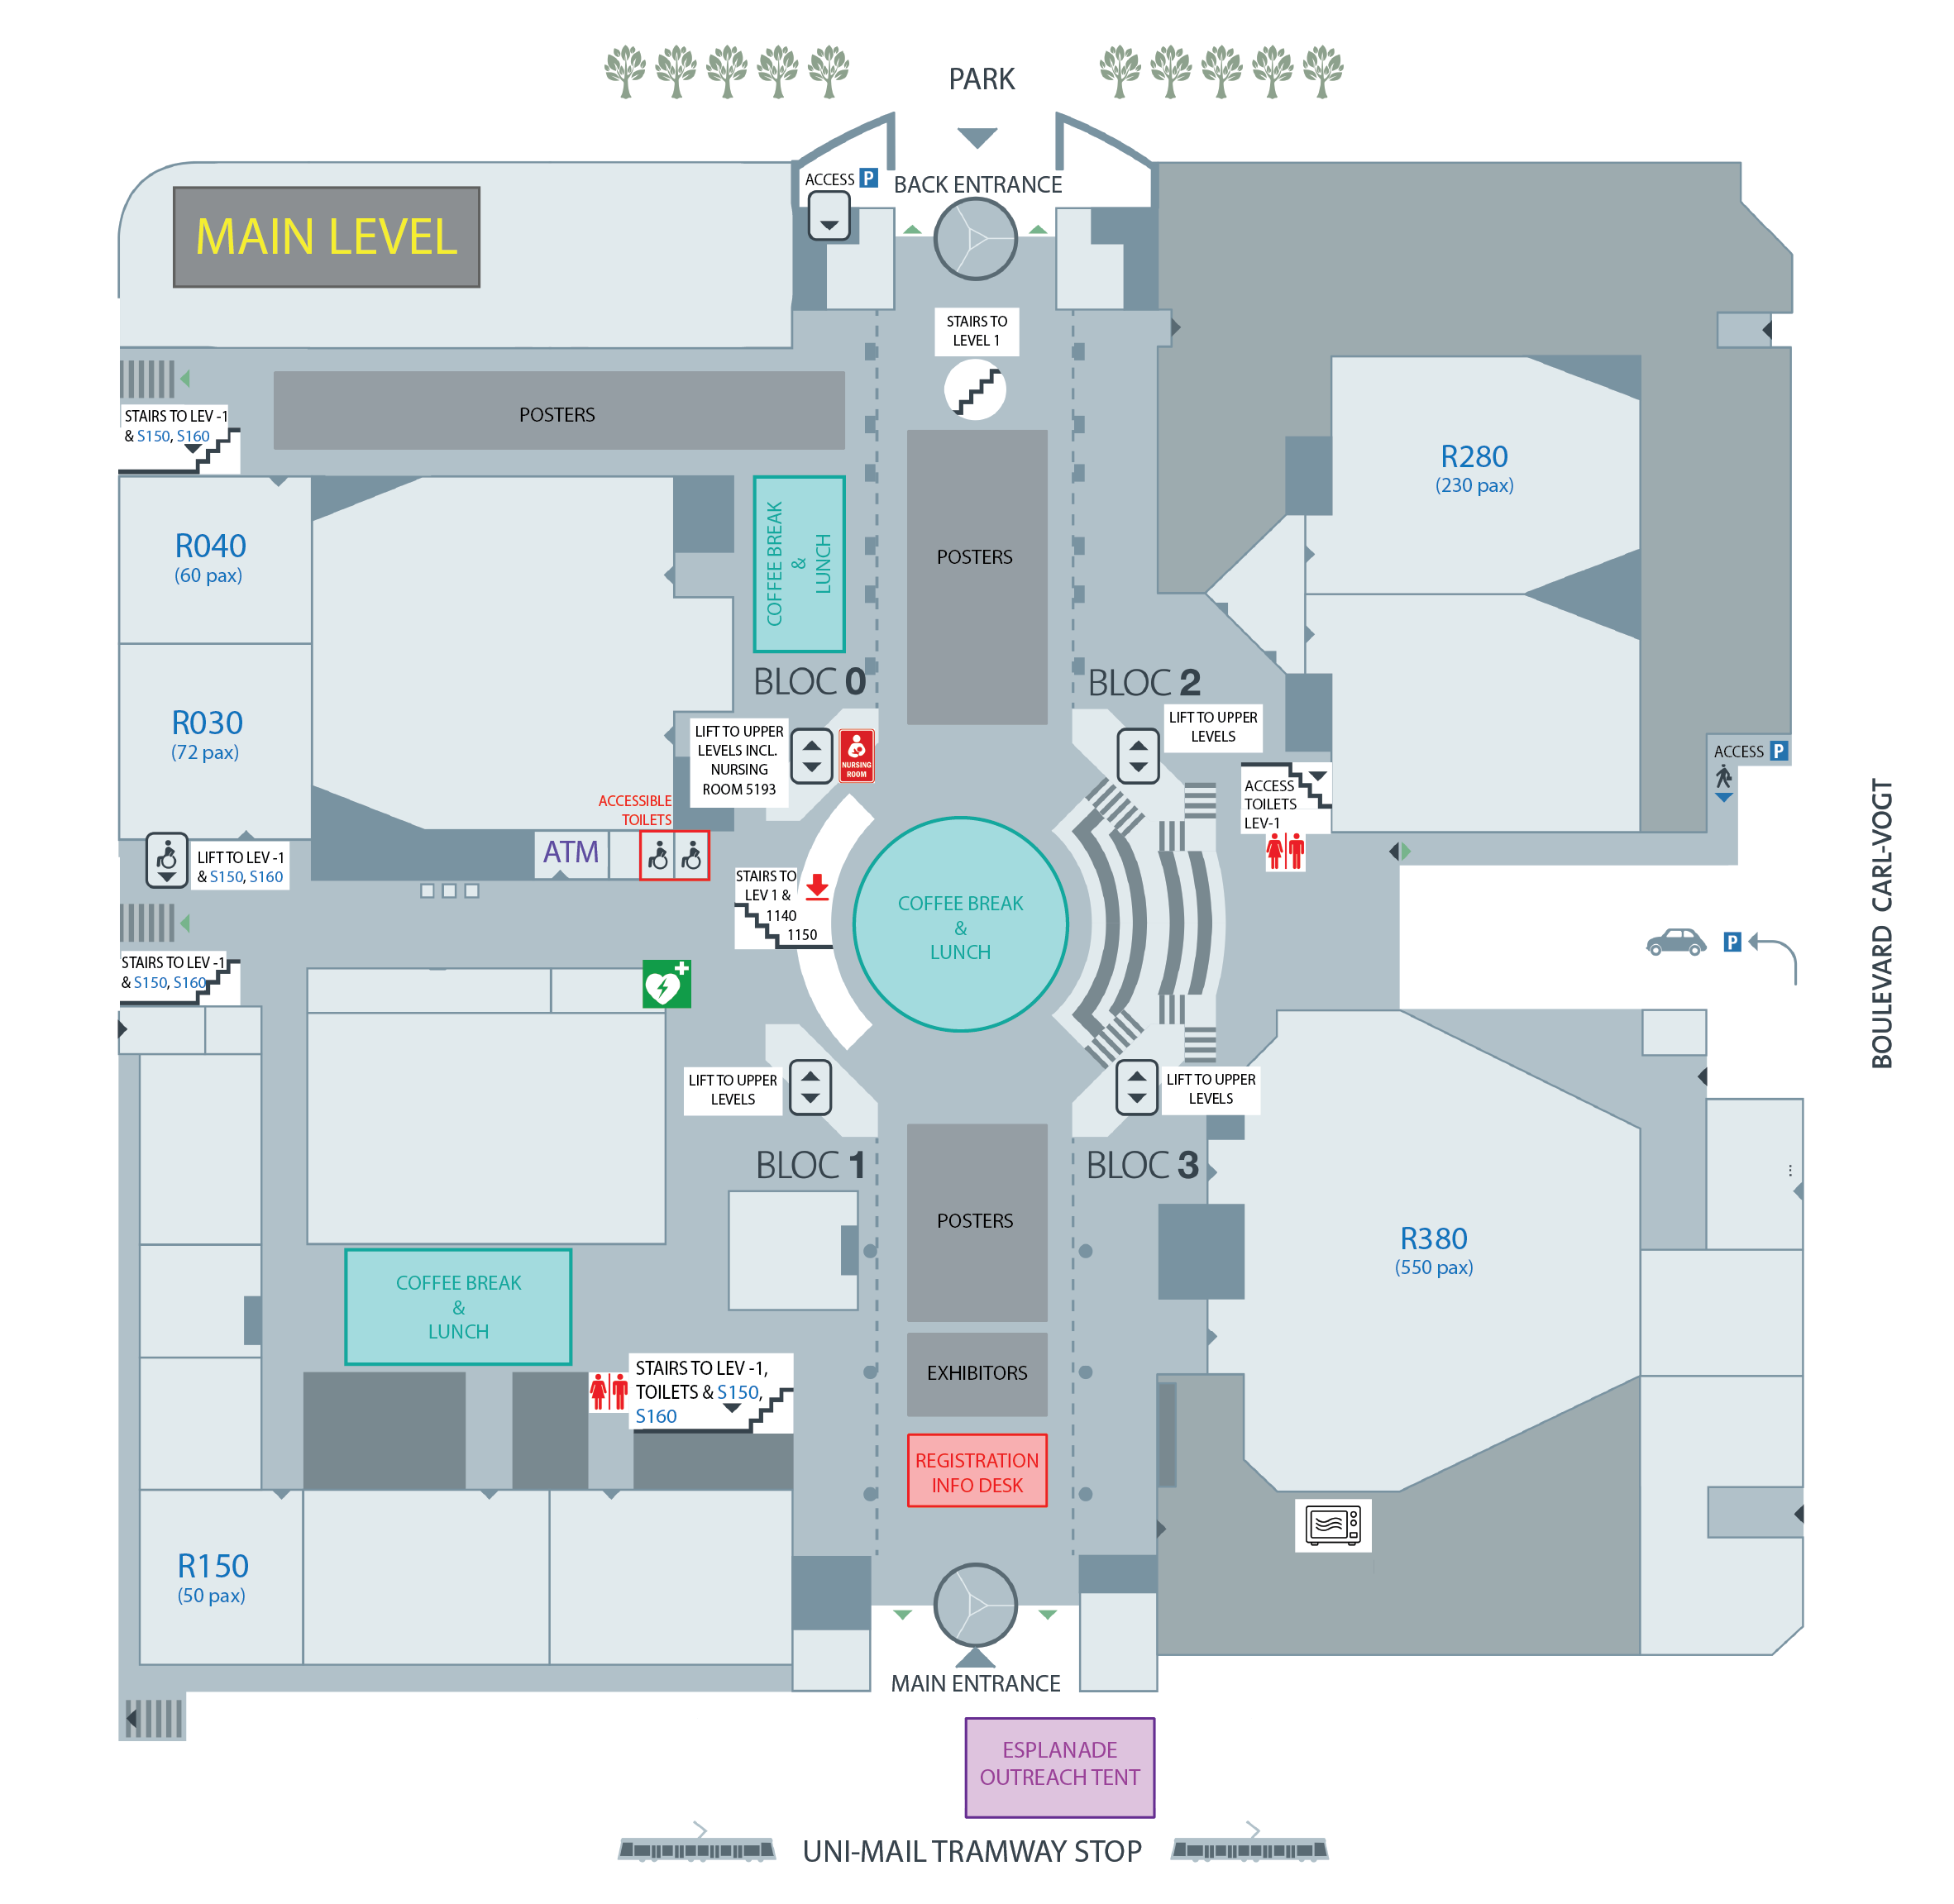 PARK
ACCESS P
BACK ENTRANCE
MAIN LEVEL
STAIRS TO
LEVEL 1
POSTERS
STAIRS TO LEV -1
& S150, S160
R040
(60 pax)
COFFEE BREAK
&
LUNCH
POSTERS
R280
(230 pax)
BLOC 0
BLOC 2
R030
(72 pax)
LIFT TO UPPER
LEVELS INCL.
NURSING
ROOM 5193
NURSING
ROOM
LIFT TO UPPER
LEVELS
ACCESS P
ACCESS
TOILETS
LEV-1
ACCESSIBLE
TOILETS
ATM
LIFT TO LEV -1
& S150, S160
STAIRS TO
LEV 1 &
1140
1150
COFFEE BREAK
&
LUNCH
P
BOULEVARD CARL-VOGT
STAIRS TO LEV -1
& S150, S160
LIFT TO UPPER
LEVELS
LIFT TO UPPER
LEVELS
BLOC 1
BLOC 3
...
POSTERS
R380
(550 pax)
COFFEE BREAK
&
LUNCH
EXHIBITORS
STAIRS TO LEV -1,
TOILETS & S150,
S160
REGISTRATION
INFO DESK
R150
(50 pax)
MAIN ENTRANCE
ESPLANADE
OUTREACH TENT
UNI-MAIL TRAMWAY STOP